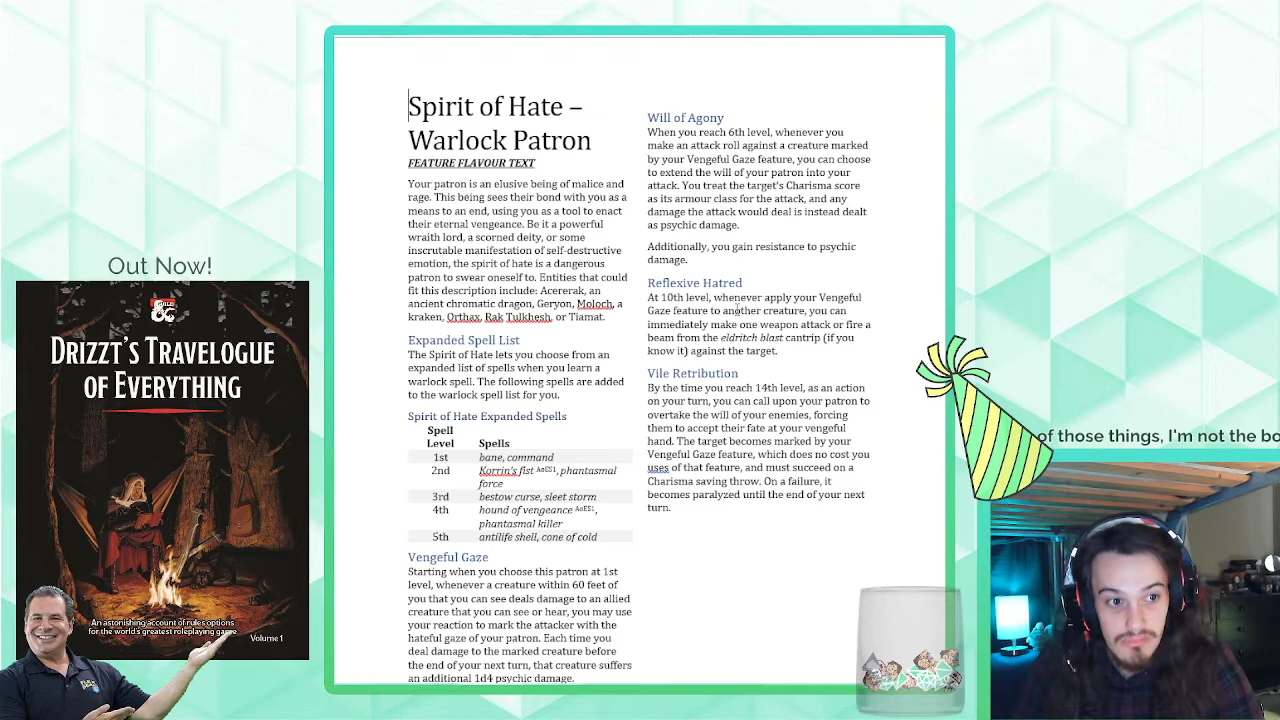 Out Now!
DRIZZT'S TRAVELOGUE
OF EVERYTHING
An astonishing account of rules options
for the world's greatest roleplaying game
Volume 1
Spirit of Hate –
Warlock Patron
FEATURE FLAVOUR TEXT
Your patron is an elusive being of malice and
rage. This being sees their bond with you as a
means to an end, using you as a tool to enact
their eternal vengeance. Be it a powerful
wraith lord, a scorned deity, or some
inscrutable manifestation of self-destructive
emotion, the spirit of hate is a dangerous
patron to swear oneself to. Entities that could
fit this description include: Acererak, an
ancient chromatic dragon, Geryon, Moloch, a
kraken, Orthax, Rak Tulkhesh, or Tiamat.
Expanded Spell List
The Spirit of Hate lets you choose from an
expanded list of spells when you learn a
warlock spell. The following spells are added
to the warlock spell list for you.
Spirit of Hate Expanded Spells
Spell
Level Spells
1st bane, command
2nd Korrin's fist AoES1, phantasmal
force
3rd bestow curse, sleet storm
4th hound of vengeance AoES1,
phantasmal killer
5th antilife shell, cone of cold
Vengeful Gaze
Starting when you choose this patron at 1st
level, whenever a creature within 60 feet of
you that you can see deals damage to an allied
creature that you can see or hear, you may use
your reaction to mark the attacker with the
hateful gaze of your patron. Each time you
deal damage to the marked creature before
the end of your next turn, that creature suffers
an additional 1d4 psychic damage.
Will of Agony
When you reach 6th level, whenever you
make an attack roll against a creature marked
by your Vengeful Gaze feature, you can choose
to extend the will of your patron into your
attack. You treat the target's Charisma score
as its armour class for the attack, and any
damage the attack would deal is instead dealt
as psychic damage.
Additionally, you gain resistance to psychic
damage.
Reflexive Hatred
At 10th level, whenever apply your Vengeful
Gaze feature to another creature, you can
immediately make one weapon attack or fire a
beam from the eldritch blast cantrip (if you
know it) against the target.
Vile Retribution
By the time you reach 14th level, as an action
on your turn, you can call upon your patron to
overtake the will of your enemies, forcing
them to accept their fate at your vengeful
hand. The target becomes marked by your
Vengeful Gaze feature, which does no cost you
uses of that feature, and must succeed on a
Charisma saving throw. On a failure, it
becomes paralyzed until the end of your next
turn.
of those things, I'm not the bo